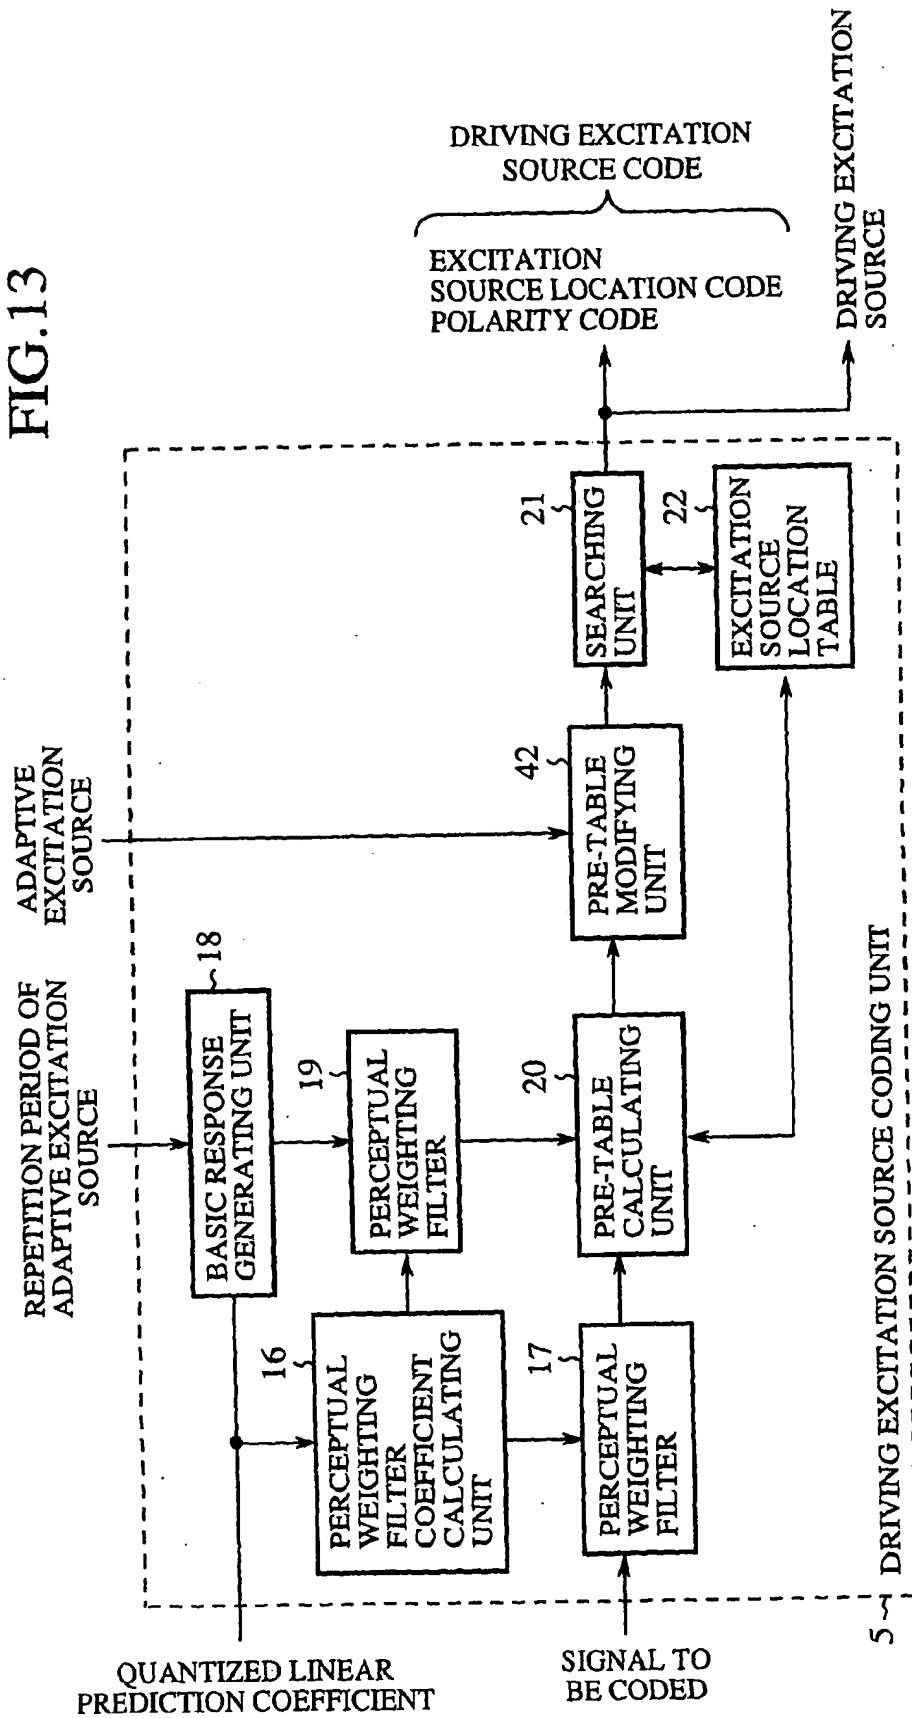 FIG.13
REPETITION PERIOD OF
ADAPTIVE EXCITATION
SOURCE
ADAPTIVE
EXCITATION
SOURCE
QUANTIZED LINEAR
PREDICTION COEFFICIENT
SIGNAL TO
BE CODED
18
BASIC RESPONSE
GENERATING UNIT
16
PERCEPTUAL
WEIGHTING
FILTER
COEFFICIENT
CALCULATING
UNIT
19
PERCEPTUAL
WEIGHTING
FILTER
17
PERCEPTUAL
WEIGHTING
FILTER
20
PRE-TABLE
CALCULATING
UNIT
42
PRE-TABLE
MODIFYING
UNIT
21
SEARCHING
UNIT
22
EXCITATION
SOURCE
LOCATION
TABLE
DRIVING EXCITATION
SOURCE CODE
EXCITATION
SOURCE LOCATION CODE
POLARITY CODE
DRIVING EXCITATION
SOURCE
5 DRIVING EXCITATION SOURCE CODING UNIT